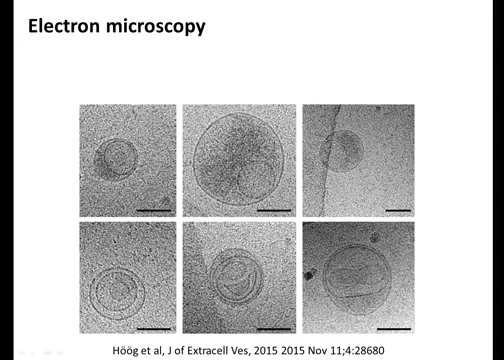 Electron microscopy
Höög et al, J of Extracell Ves, 2015 2015 Nov 11;4:28680